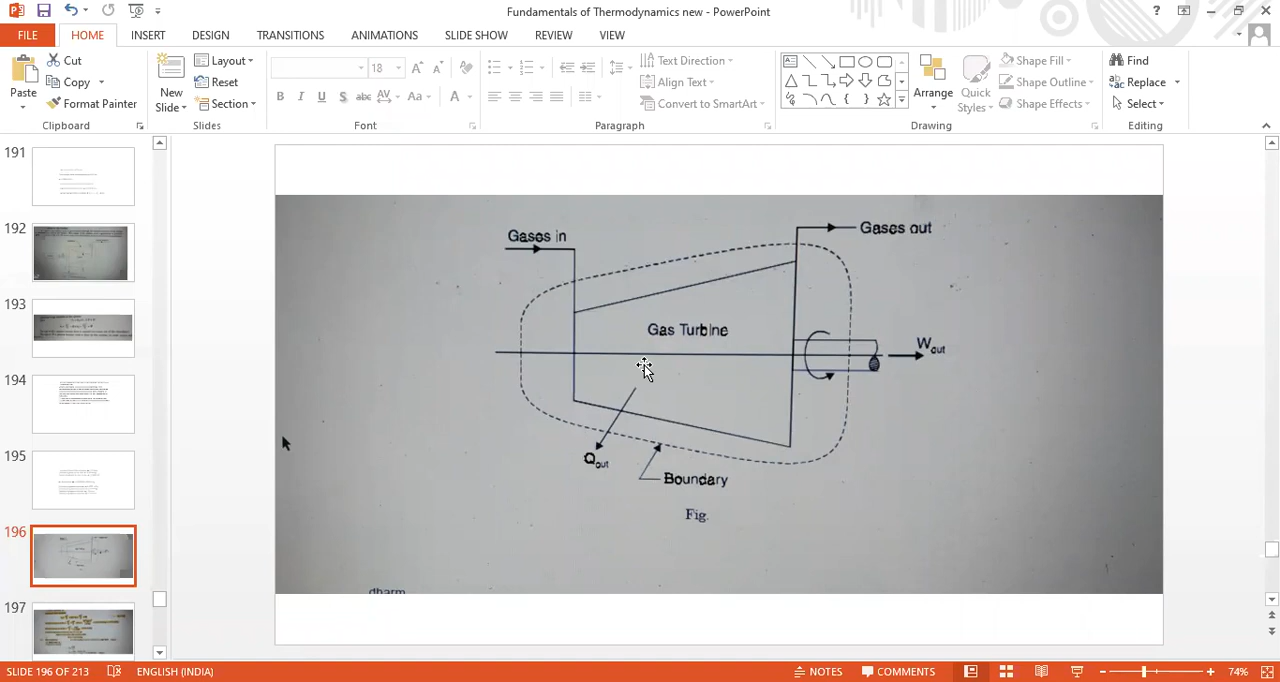 Fundamentals of Thermodynamics new - PowerPoint
?
FILE HOME INSERT DESIGN TRANSITIONS ANIMATIONS SLIDE SHOW REVIEW VIEW
Paste
Cut
Copy
Format Painter
Clipboard
New
Slide
Layout
Reset
Section
Slides
18
B I U S abc AV Aa A
Font
Text Direction
Align Text
Convert to SmartArt
Paragraph
Arrange
Quick
Styles
Shape Fill
Shape Outline
Shape Effects
Drawing
Find
Replace
Select
Editing
191
192
193
194
195
196
197
Gases in
Gases out
Gas Turbine
Wout
Qout
Boundary
Fig.
dharm
SLIDE 196 OF 213 ENGLISH (INDIA) NOTES COMMENTS 74%